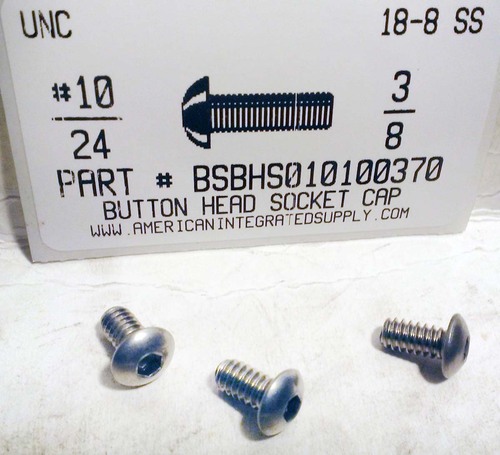 UNC 18-8 SS
#10 3
24 8
PART # BSBHS010100370
BUTTON HEAD SOCKET CAP
WWW.AMERICANINTEGRATEDSUPPLY.COM